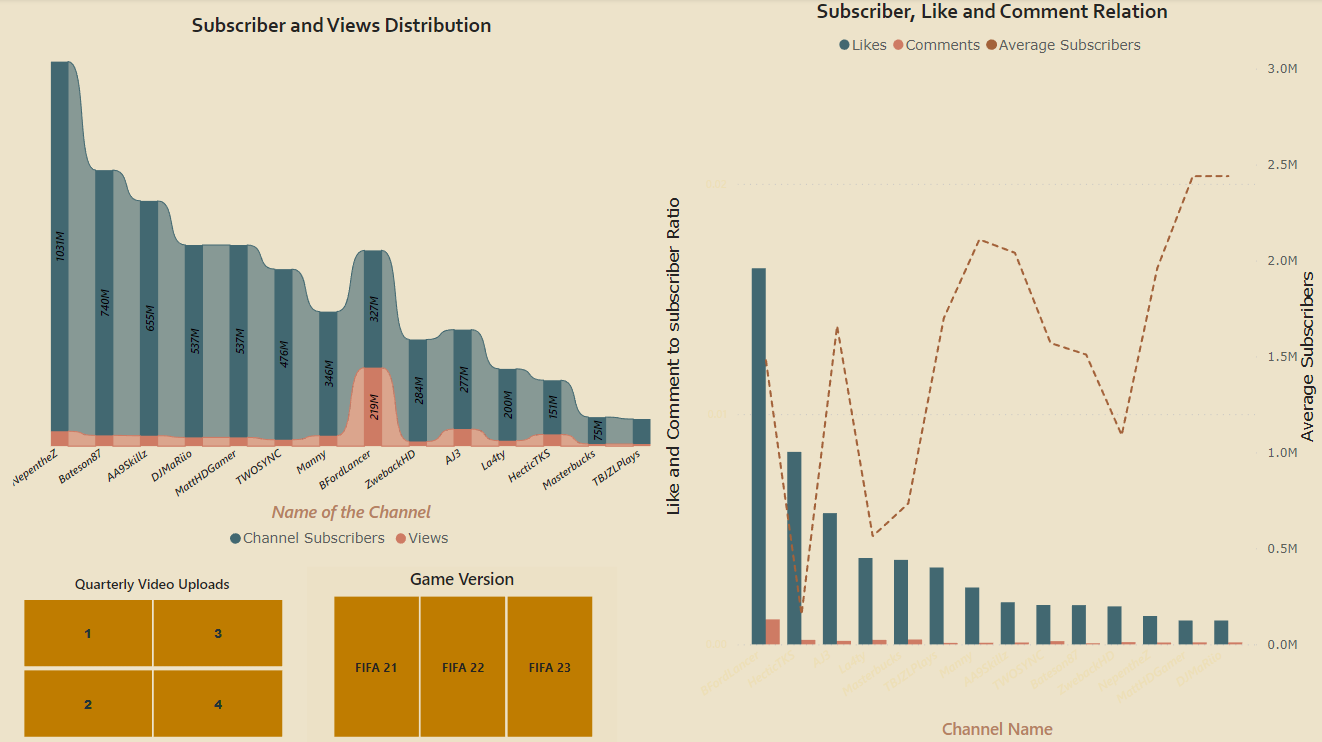 Subscriber and Views Distribution
1031M
740M
655M
537M
537M
476M
346M
327M
219M
284M
277M
200M
151M
75M
NepentheZ
Bateson87
AA9Skillz
DJMaRiio
MattHDGamer
TWOSYNC
Manny
BFordLancer
ZwebackHD
AJ3
La4ty
HecticTKS
Masterbucks
TBJZLPlays
Name of the Channel
Channel Subscribers
Views
Quarterly Video Uploads
1
3
2
4
Game Version
FIFA 21
FIFA 22
FIFA 23
Subscriber, Like and Comment Relation
Likes
Comments
Average Subscribers
Like and Comment to subscriber Ratio
3.0M
2.5M
2.0M
1.5M
1.0M
0.5M
0.0M
Average Subscribers
Channel Name